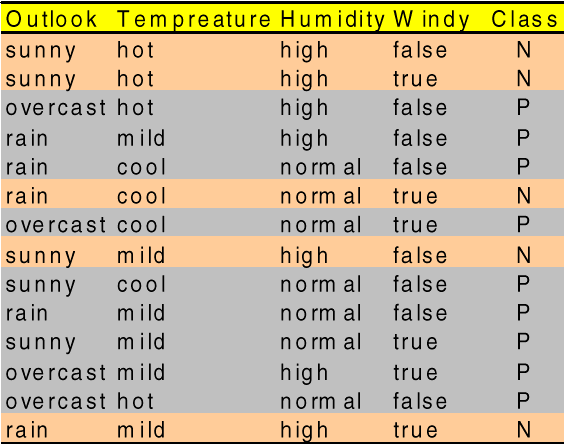 Outlook Tempreature Humidity Windy Class
sunny hot high false N
sunny hot high true N
overcast hot high false P
rain mild high false P
rain cool normal false P
rain cool normal true N
overcast cool normal true P
sunny mild high false N
sunny cool normal false P
rain mild normal false P
sunny mild normal true P
overcast mild high true P
overcast hot normal false P
rain mild high true N